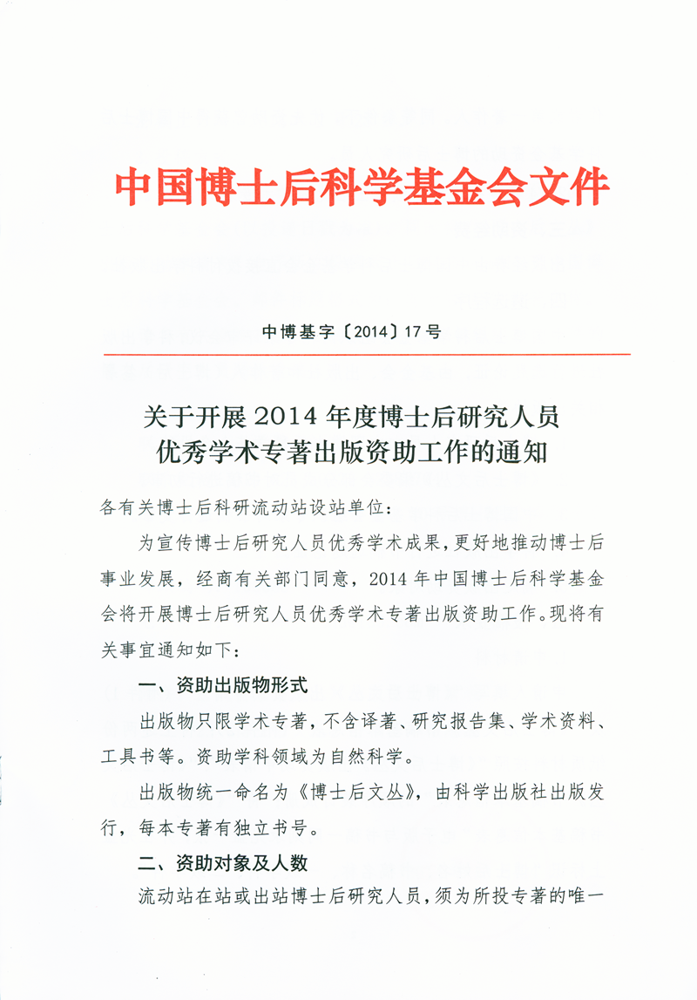 中国博士后科学基金会文件
中博基字〔2014〕17号
关于开展 2014 年度博士后研究人员
优秀学术专著出版资助工作的通知
各有关博士后科研流动站设站单位：
为宣传博士后研究人员优秀学术成果，更好地推动博士后
事业发展，经商有关部门同意，2014 年中国博士后科学基金
会将开展博士后研究人员优秀学术专著出版资助工作。现将有
关事宜通知如下：
一、资助出版物形式
出版物只限学术专著，不含译著、研究报告集、学术资料、
工具书等。资助学科领域为自然科学。
出版物统一命名为《博士后文丛》，由科学出版社出版发
行，每本专著有独立书号。
二、资助对象及人数
流动站在站或出站博士后研究人员，须为所投专著的唯一